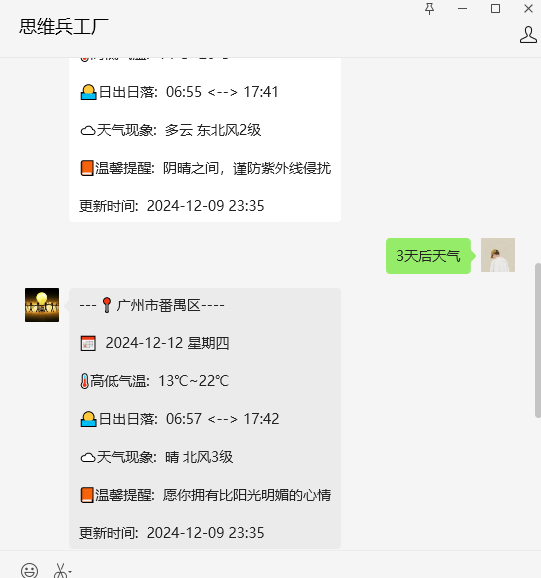 思维兵工厂
日出日落: 06:55 <--> 17:41
天气现象: 多云 东北风2级
温馨提醒: 阴晴之间，谨防紫外线侵扰
更新时间: 2024-12-09 23:35
3天后天气
---📍广州市番禺区----
2024-12-12 星期四
高低气温: 13℃~22℃
日出日落: 06:57 <--> 17:42
天气现象: 晴 北风3级
温馨提醒: 愿你拥有比阳光明媚的心情
更新时间: 2024-12-09 23:35